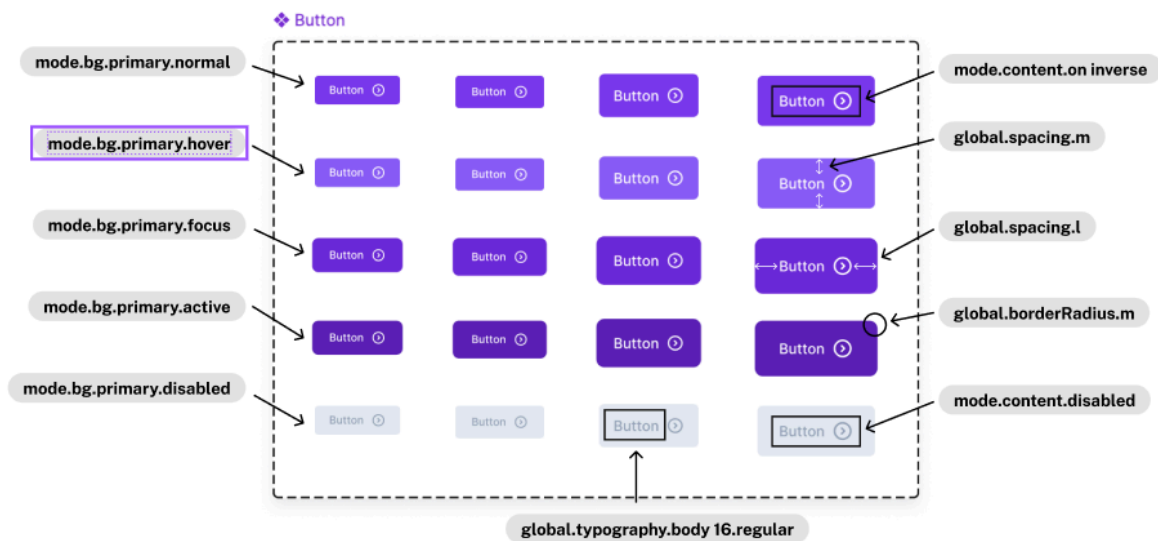 Button
mode.bg.primary.normal
Button
Button
Button
Button
mode.content.on inverse
mode.bg.primary.hover
Button
Button
Button
Button
global.spacing.m
mode.bg.primary.focus
Button
Button
Button
Button
global.spacing.l
mode.bg.primary.active
Button
Button
Button
Button
global.borderRadius.m
mode.bg.primary.disabled
Button
Button
Button
Button
mode.content.disabled
global.typography.body 16.regular